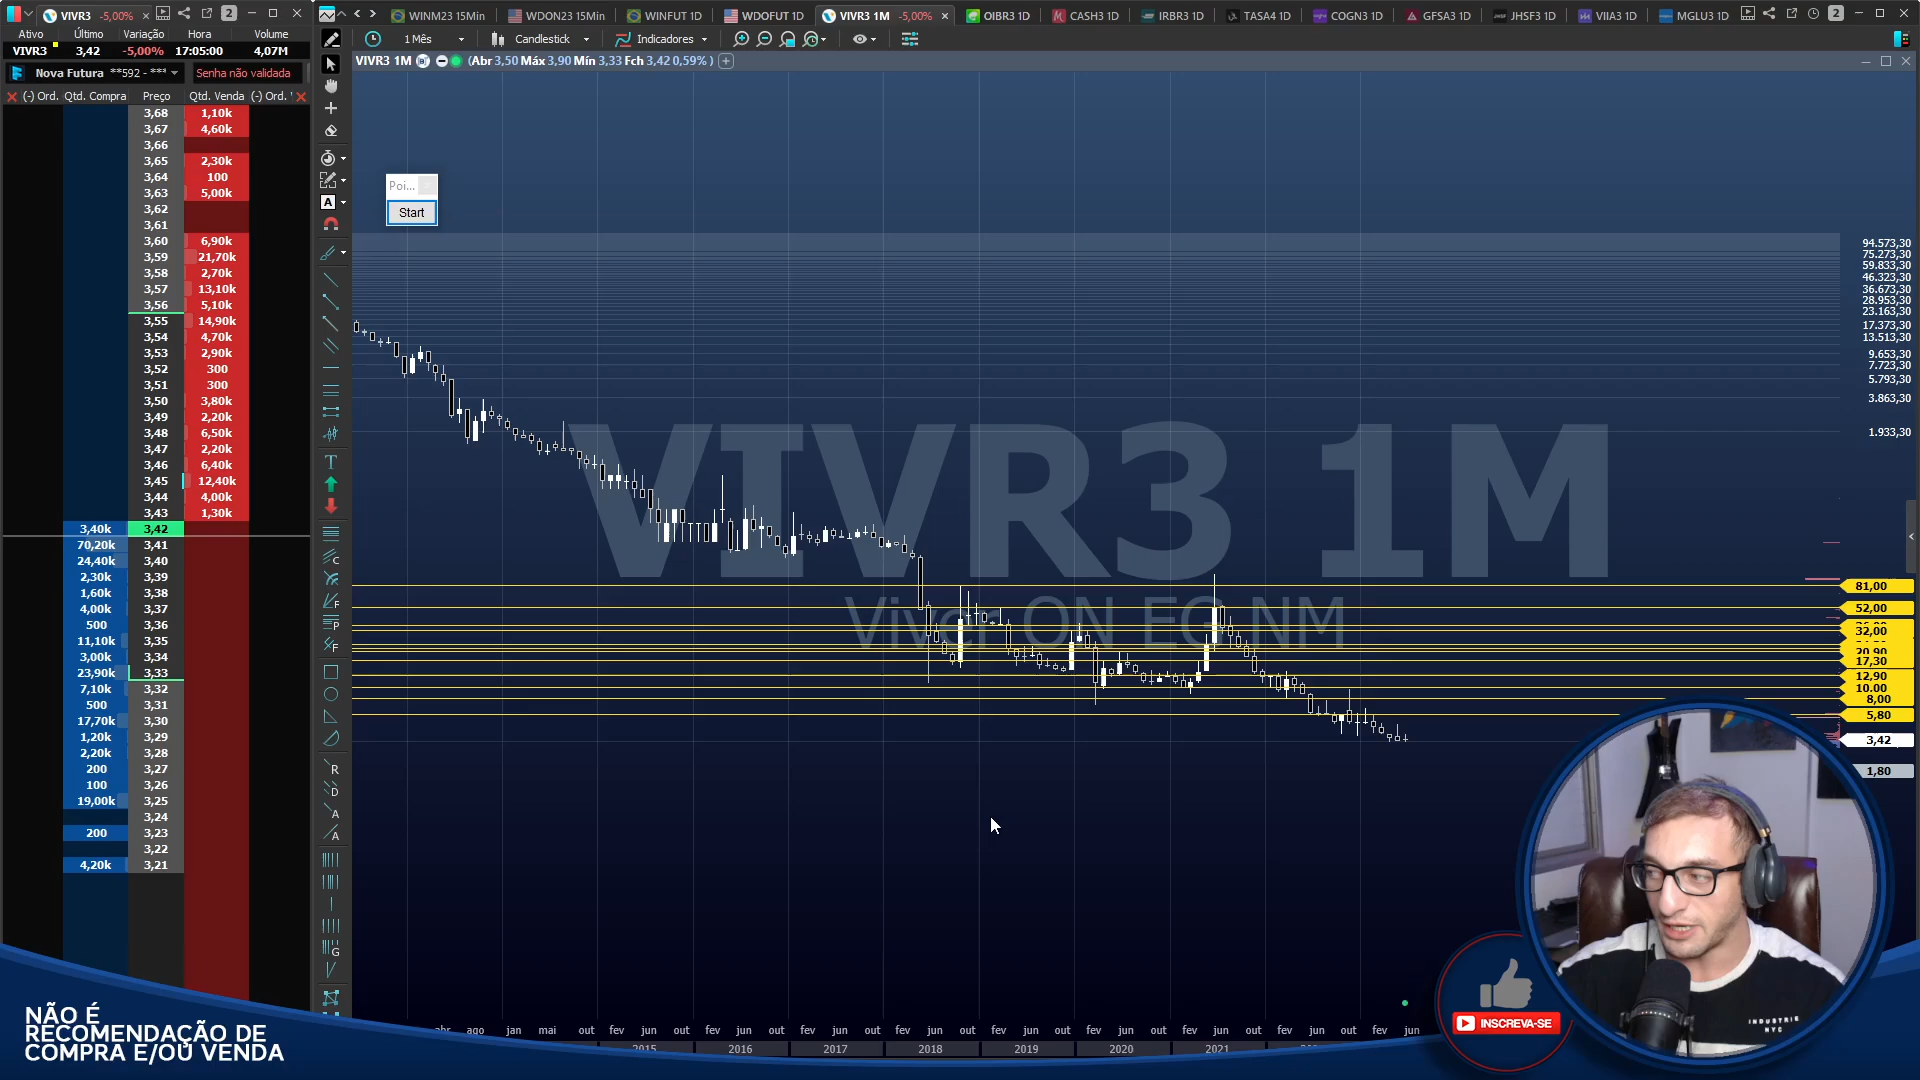 VIVR3 -5,00%
2
Ativo Último Variação Hora Volume
VIVR3 3,42 -5,00% 17:05:00 4,07M
Nova Futura **592 - *** Senha não validada
(-) Ord. Qtd. Compra Preço Qtd. Venda (-) Ord.
3,68 1,10k
3,67 4,60k
3,66
3,65 2,30k
3,64 100
3,63 5,00k
3,62
3,61
3,60 6,90k
3,59 21,70k
3,58 2,70k
3,57 13,10k
3,56 5,10k
3,55 14,90k
3,54 4,70k
3,53 2,90k
3,52 300
3,51 300
3,50 3,80k
3,49 2,20k
3,48 6,50k
3,47 2,20k
3,46 6,40k
3,45 12,40k
3,44 4,00k
3,43 1,30k
3,40k 3,42
70,20k 3,41
24,40k 3,40
2,30k 3,39
1,60k 3,38
4,00k 3,37
500 3,36
11,10k 3,35
3,00k 3,34
23,90k 3,33
7,10k 3,32
500 3,31
17,70k 3,30
1,20k 3,29
2,20k 3,28
200 3,27
100 3,26
19,00k 3,25
3,24
200 3,23
3,22
4,20k 3,21
NÃO É
RECOMENDAÇÃO DE
COMPRA E/OU VENDA
WINM23 15Min WDON23 15Min WINFUT 1D WDOFUT 1D VIVR3 1M -5,00% OIBR3 1D CASH3 1D IRBR3 1D TASA4 1D COGN3 1D GFSA3 1D JHSF3 1D VIIA3 1D MGLU3 1D 2
1 Mês Candlestick Indicadores
VIVR3 1M (Abr 3,50 Máx 3,90 Mín 3,33 Fch 3,42 0,59% )
Poi...
Start
VIVR3 1M
Viver ON EG NM
94.573,30
75.273,30
59.833,30
46.323,30
36.673,30
28.953,30
23.163,30
17.373,30
13.513,30
9.653,30
7.723,30
5.793,30
3.863,30
1.933,30
81,00
52,00
32,00
20,90
17,30
12,90
10,00
8,00
5,80
3,42
1,80
abr ago jan mai out fev jun out fev jun out fev jun out fev jun out fev jun out fev jun out fev jun out fev jun out fev jun
2015 2016 2017 2018 2019 2020 2021
INDUSTRIE
NYC
INSCREVA-SE